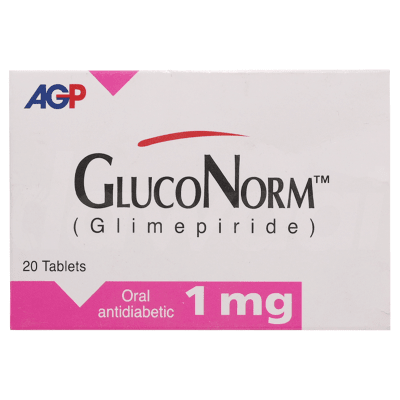 AGP
GLUCONORM™
(Glimepiride)
20 Tablets
Oral
antidiabetic
1 mg